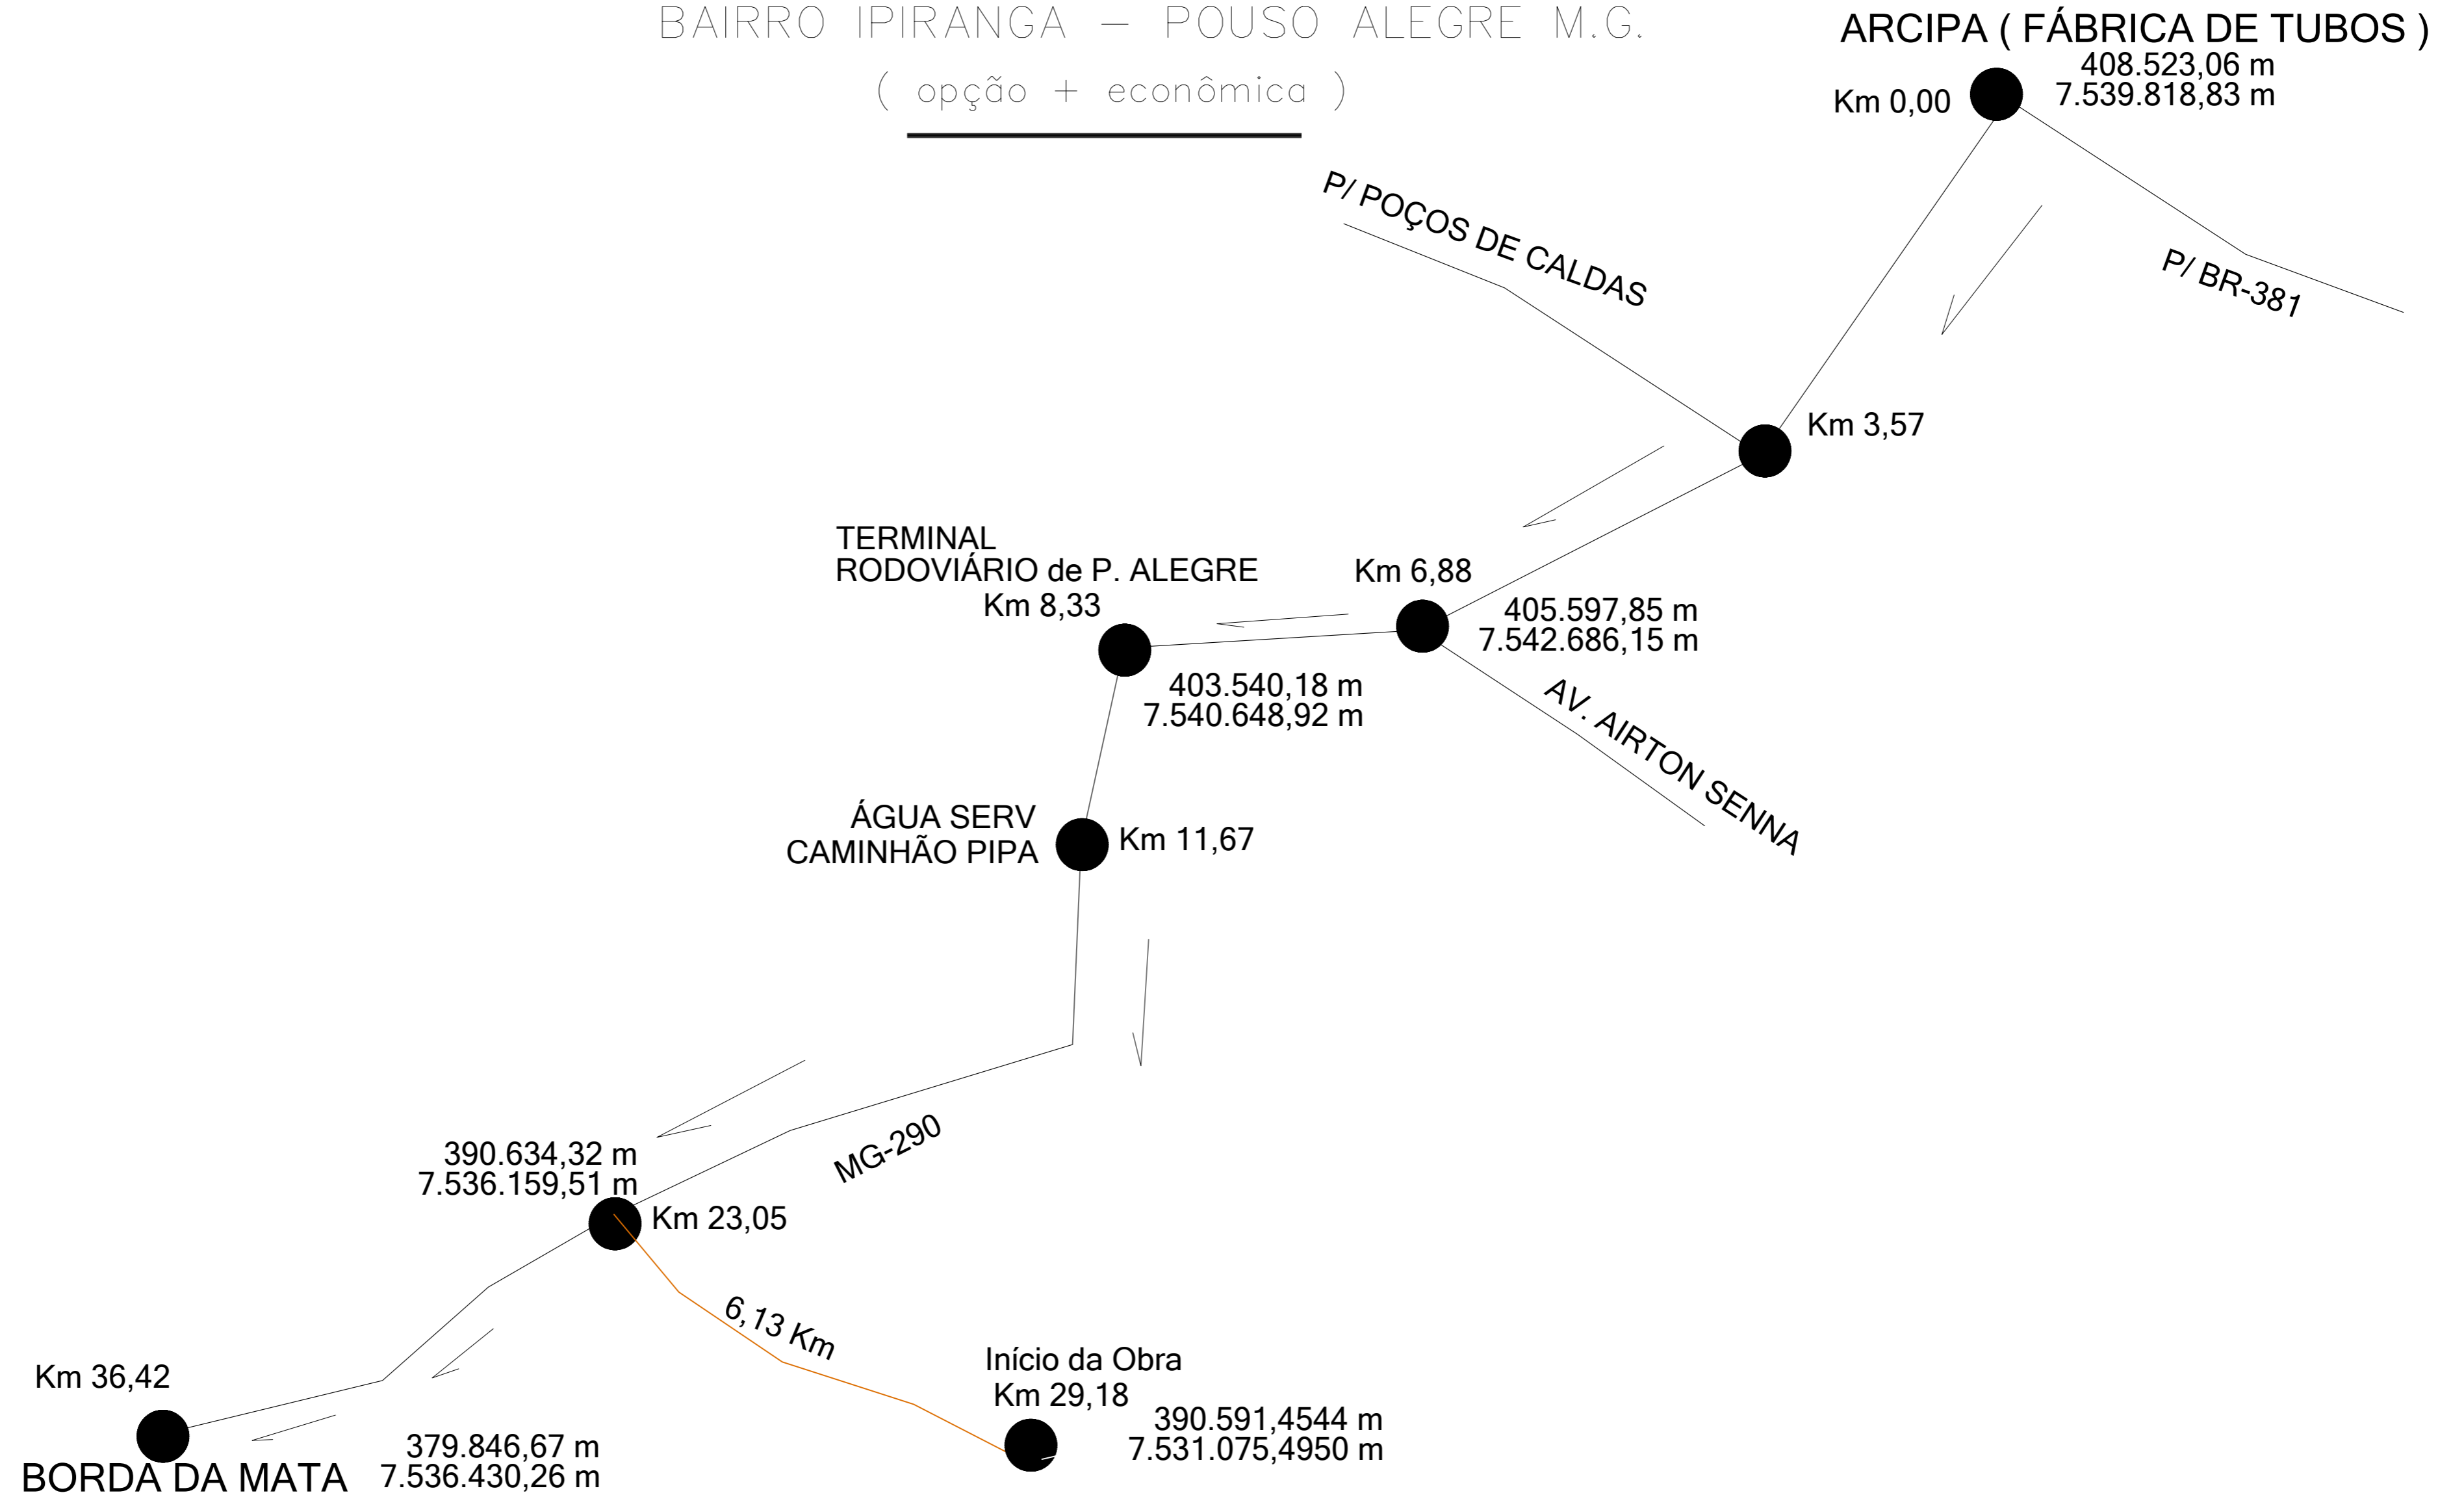 BAIRRO IPIRANGA – POUSO ALEGRE M.G.
( opção + econômica )
ARCIPA ( FÁBRICA DE TUBOS )
408.523,06 m
7.539.818,83 m
Km 0,00
P/ POÇOS DE CALDAS
P/ BR-381
Km 3,57
TERMINAL
RODOVIÁRIO de P. ALEGRE
Km 8,33
Km 6,88
405.597,85 m
7.542.686,15 m
403.540,18 m
7.540.648,92 m
AV. AIRTON SENNA
ÁGUA SERV
CAMINHÃO PIPA
Km 11,67
MG-290
390.634,32 m
7.536.159,51 m
Km 23,05
6,13 Km
Início da Obra
Km 29,18
390.591,4544 m
7.531.075,4950 m
Km 36,42
BORDA DA MATA
379.846,67 m
7.536.430,26 m